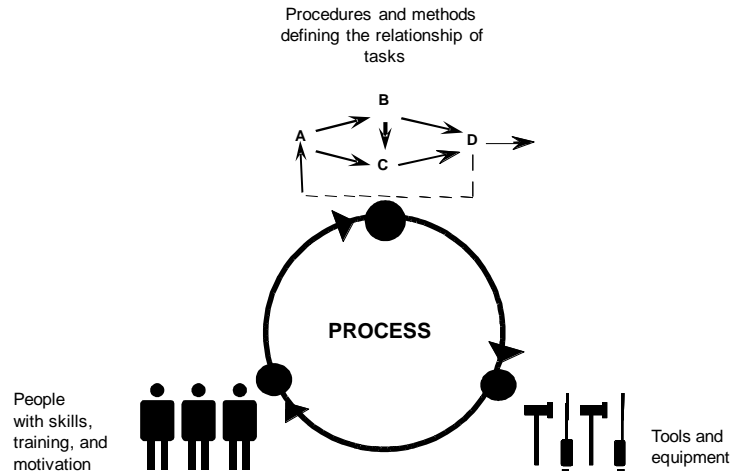 Procedures and methods
defining the relationship of
tasks
B
A
D
C
PROCESS
People
with skills,
training, and
motivation
Tools and
equipment